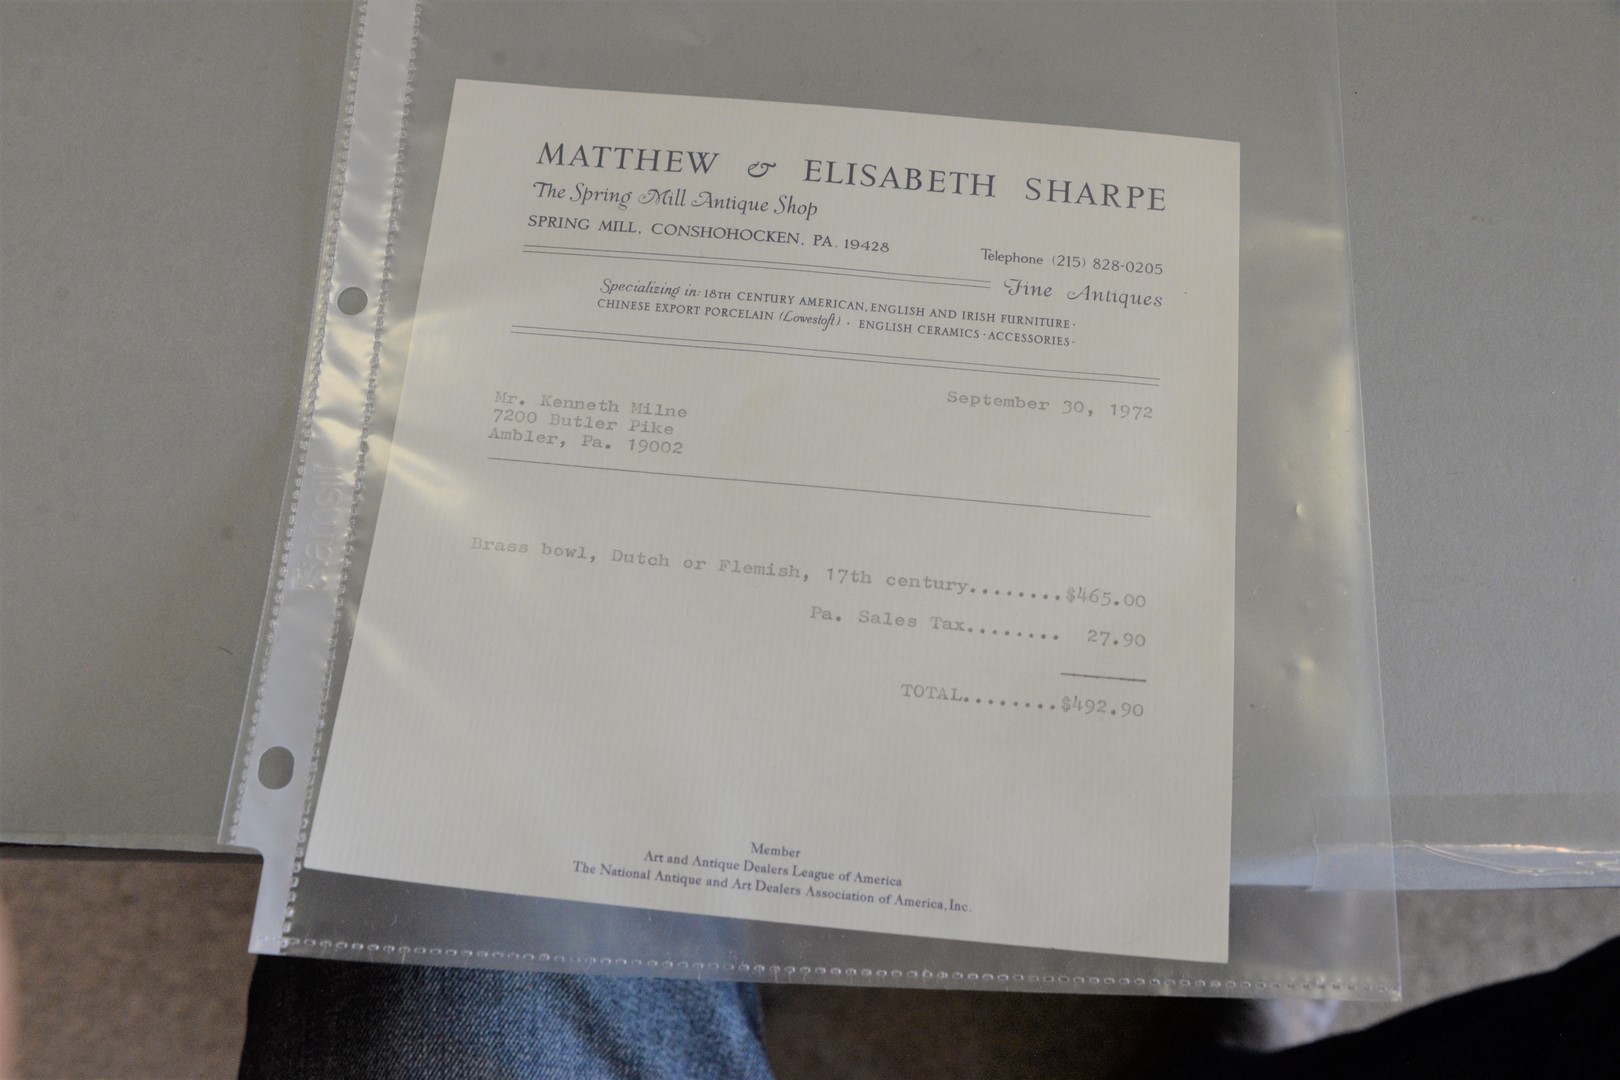 MATTHEW & ELISABETH SHARPE
The Spring Mill Antique Shop
SPRING MILL, CONSHOHOCKEN, PA. 19428
Telephone (215) 828-0205
Fine Antiques
Specializing in: 18TH CENTURY AMERICAN, ENGLISH AND IRISH FURNITURE ·
CHINESE EXPORT PORCELAIN (Lowestoft) · ENGLISH CERAMICS · ACCESSORIES ·
September 30, 1972
Mr. Kenneth Milne
7200 Butler Pike
Ambler, Pa. 19002
Brass bowl, Dutch or Flemish, 17th century........$465.00
Pa. Sales Tax........ 27.90
TOTAL........$492.90
Member
Art and Antique Dealers League of America
The National Antique and Art Dealers Association of America, Inc.